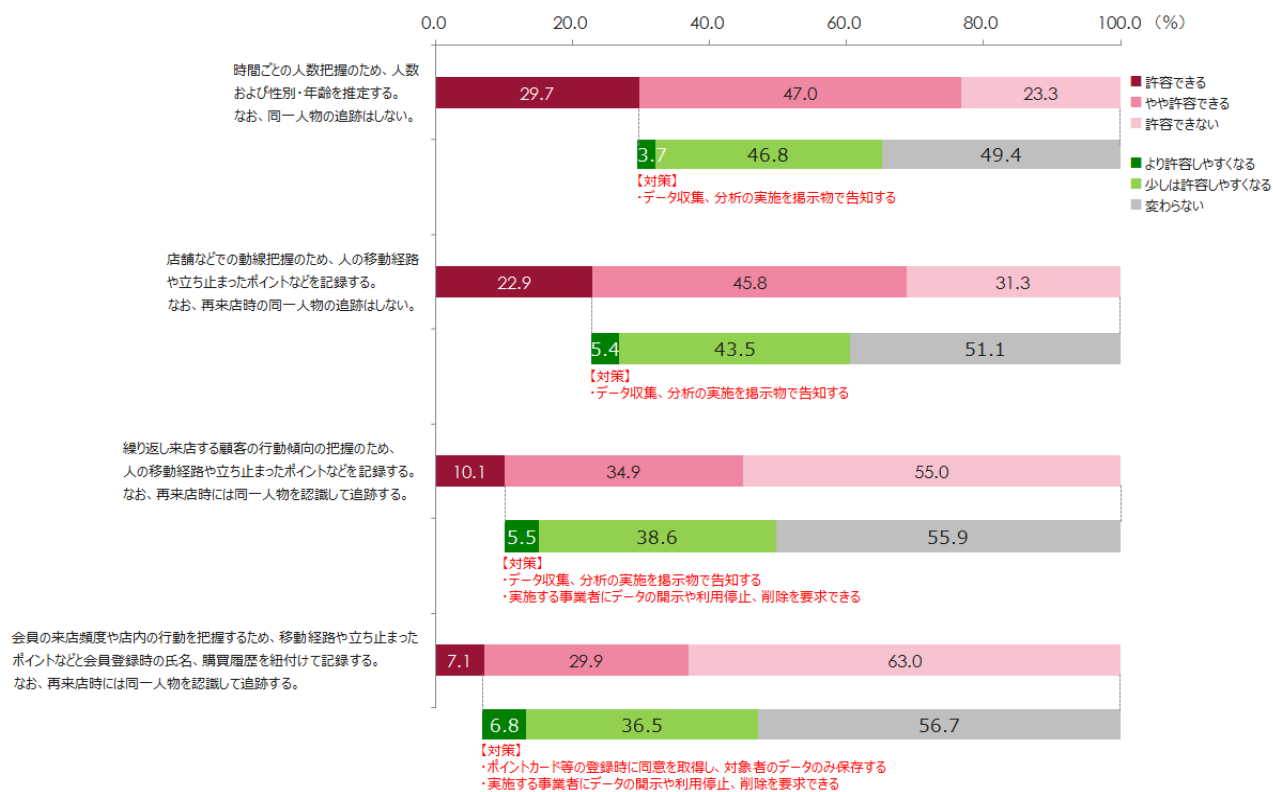 0.0 20.0 40.0 60.0 80.0 100.0 (%)
時間ごとの人数把握のため、人数
および性別・年齢を推定する。
なお、同一人物の追跡はしない。
29.7 47.0 23.3
3.7 46.8 49.4
【対策】
・データ収集、分析の実施を掲示物で告知する
許容できる
やや許容できる
許容できない
より許容しやすくなる
少しは許容しやすくなる
変わらない
店舗などでの動線把握のため、人の移動経路
や立ち止まったポイントなどを記録する。
なお、再来店時の同一人物の追跡はしない。
22.9 45.8 31.3
5.4 43.5 51.1
【対策】
・データ収集、分析の実施を掲示物で告知する
繰り返し来店する顧客の行動傾向の把握のため、
人の移動経路や立ち止まったポイントなどを記録する。
なお、再来店時には同一人物を認識して追跡する。
10.1 34.9 55.0
5.5 38.6 55.9
【対策】
・データ収集、分析の実施を掲示物で告知する
・実施する事業者にデータの開示や利用停止、削除を要求できる
会員の来店頻度や店内の行動を把握するため、移動経路や立ち止まった
ポイントなどと会員登録時の氏名、購買履歴を紐付けて記録する。
なお、再来店時には同一人物を認識して追跡する。
7.1 29.9 63.0
6.8 36.5 56.7
【対策】
・ポイントカード等の登録時に同意を取得し、対象者のデータのみ保存する
・実施する事業者にデータの開示や利用停止、削除を要求できる